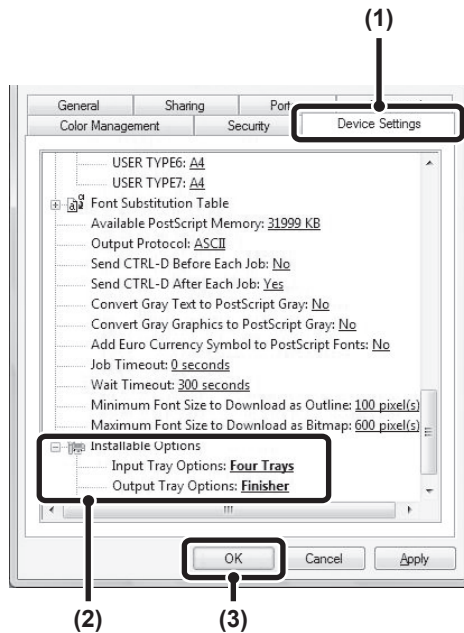 (1)
General Sharing Port
Color Management Security Device Settings
USER TYPE6: A4
USER TYPE7: A4
Font Substitution Table
Available PostScript Memory: 31999 KB
Output Protocol: ASCII
Send CTRL-D Before Each Job: No
Send CTRL-D After Each Job: Yes
Convert Gray Text to PostScript Gray: No
Convert Gray Graphics to PostScript Gray: No
Add Euro Currency Symbol to PostScript Fonts: No
Job Timeout: 0 seconds
Wait Timeout: 300 seconds
Minimum Font Size to Download as Outline: 100 pixel(s)
Maximum Font Size to Download as Bitmap: 600 pixel(s)
Installable Options
Input Tray Options: Four Trays
Output Tray Options: Finisher
OK Cancel Apply
(2) (3)